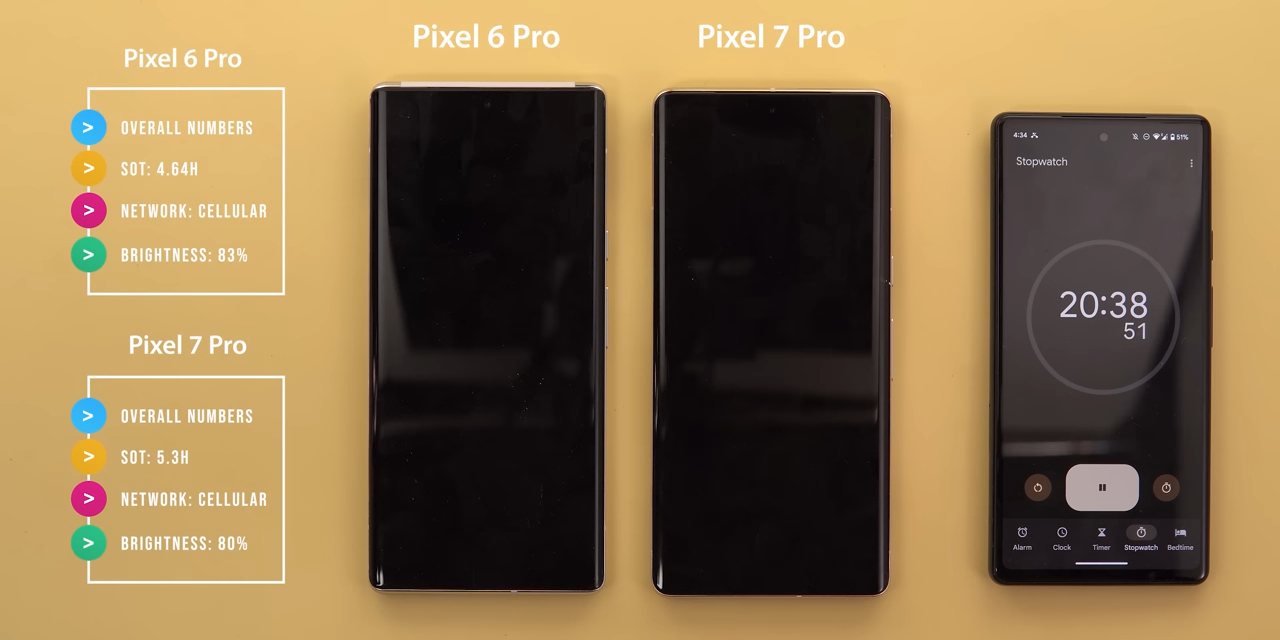 Pixel 6 Pro
OVERALL NUMBERS
SOT: 4.64H
NETWORK: CELLULAR
BRIGHTNESS: 83%
Pixel 7 Pro
OVERALL NUMBERS
SOT: 5.3H
NETWORK: CELLULAR
BRIGHTNESS: 80%
Pixel 6 Pro
Pixel 7 Pro
4:34
51%
Stopwatch
20:38
51
Alarm
Clock
Timer
Stopwatch
Bedtime